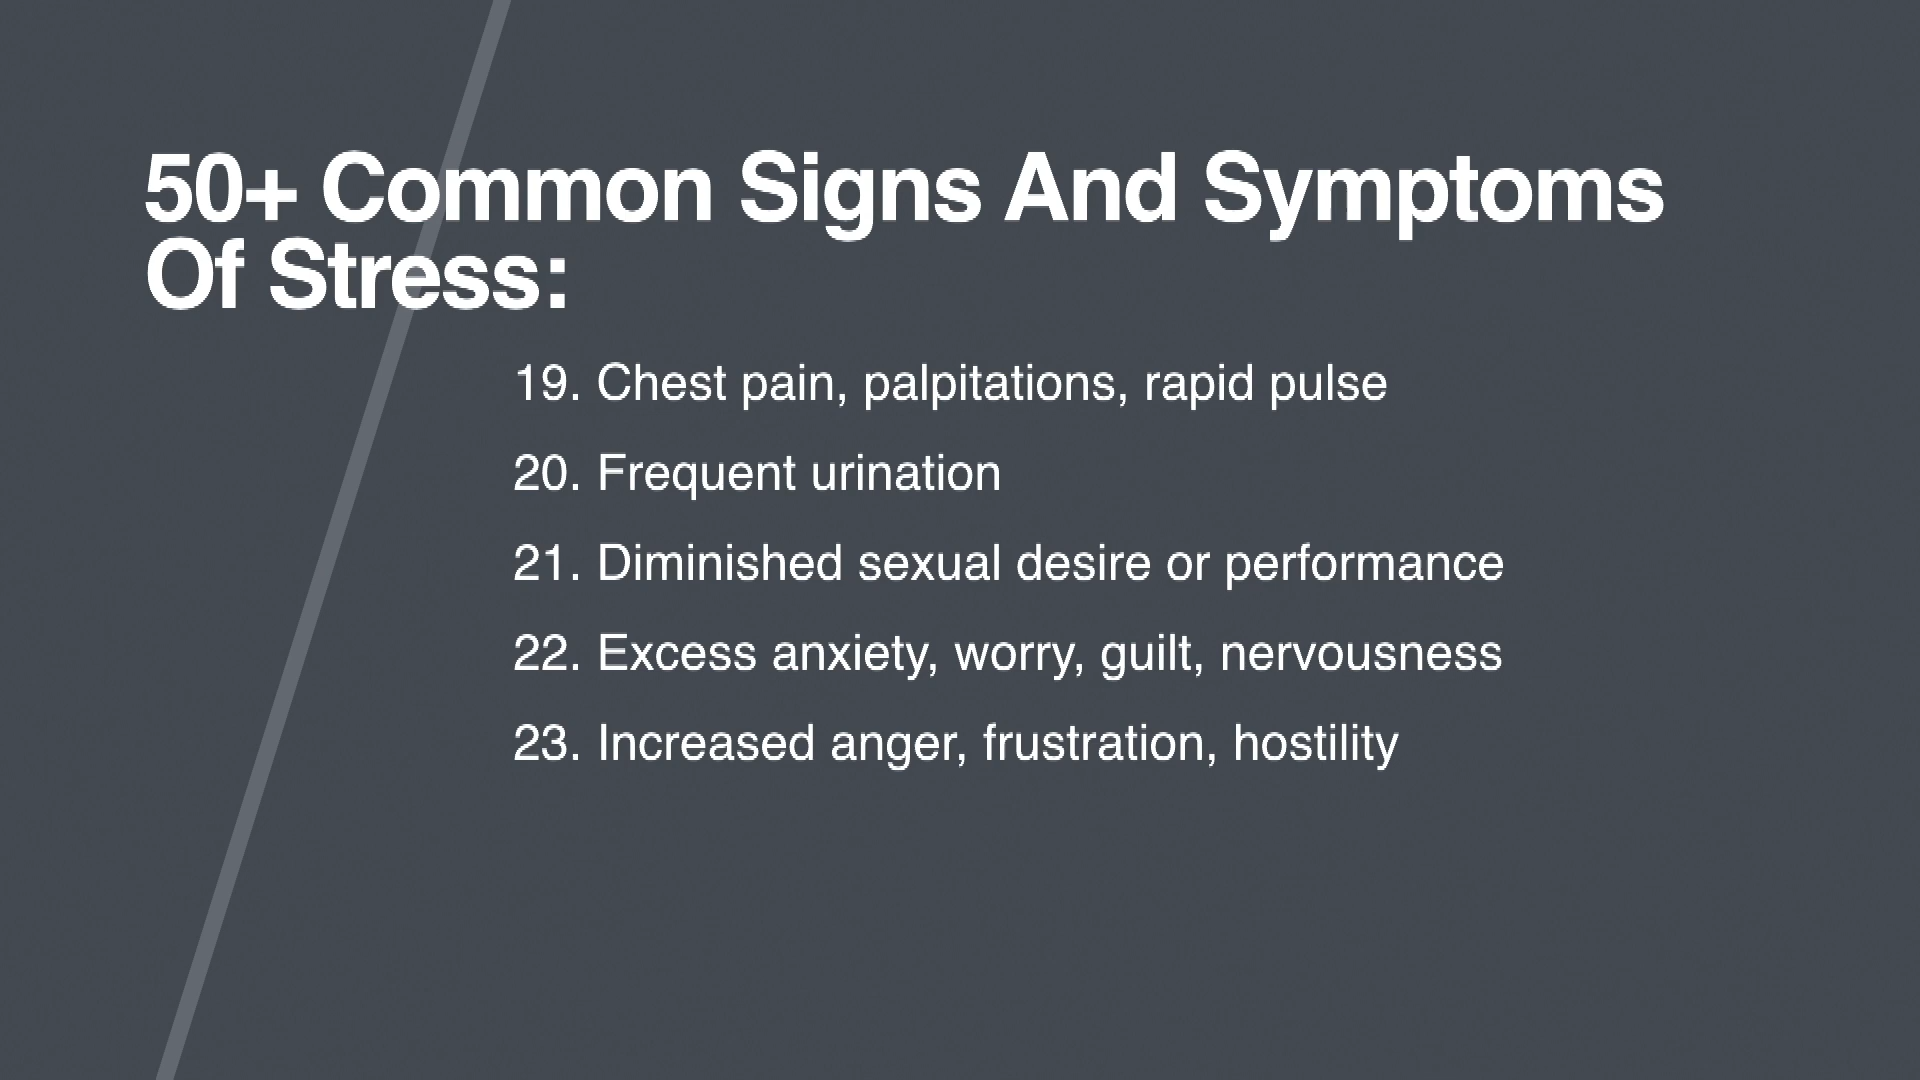 50+ Common Signs And Symptoms
Of Stress:
19. Chest pain, palpitations, rapid pulse
20. Frequent urination
21. Diminished sexual desire or performance
22. Excess anxiety, worry, guilt, nervousness
23. Increased anger, frustration, hostility